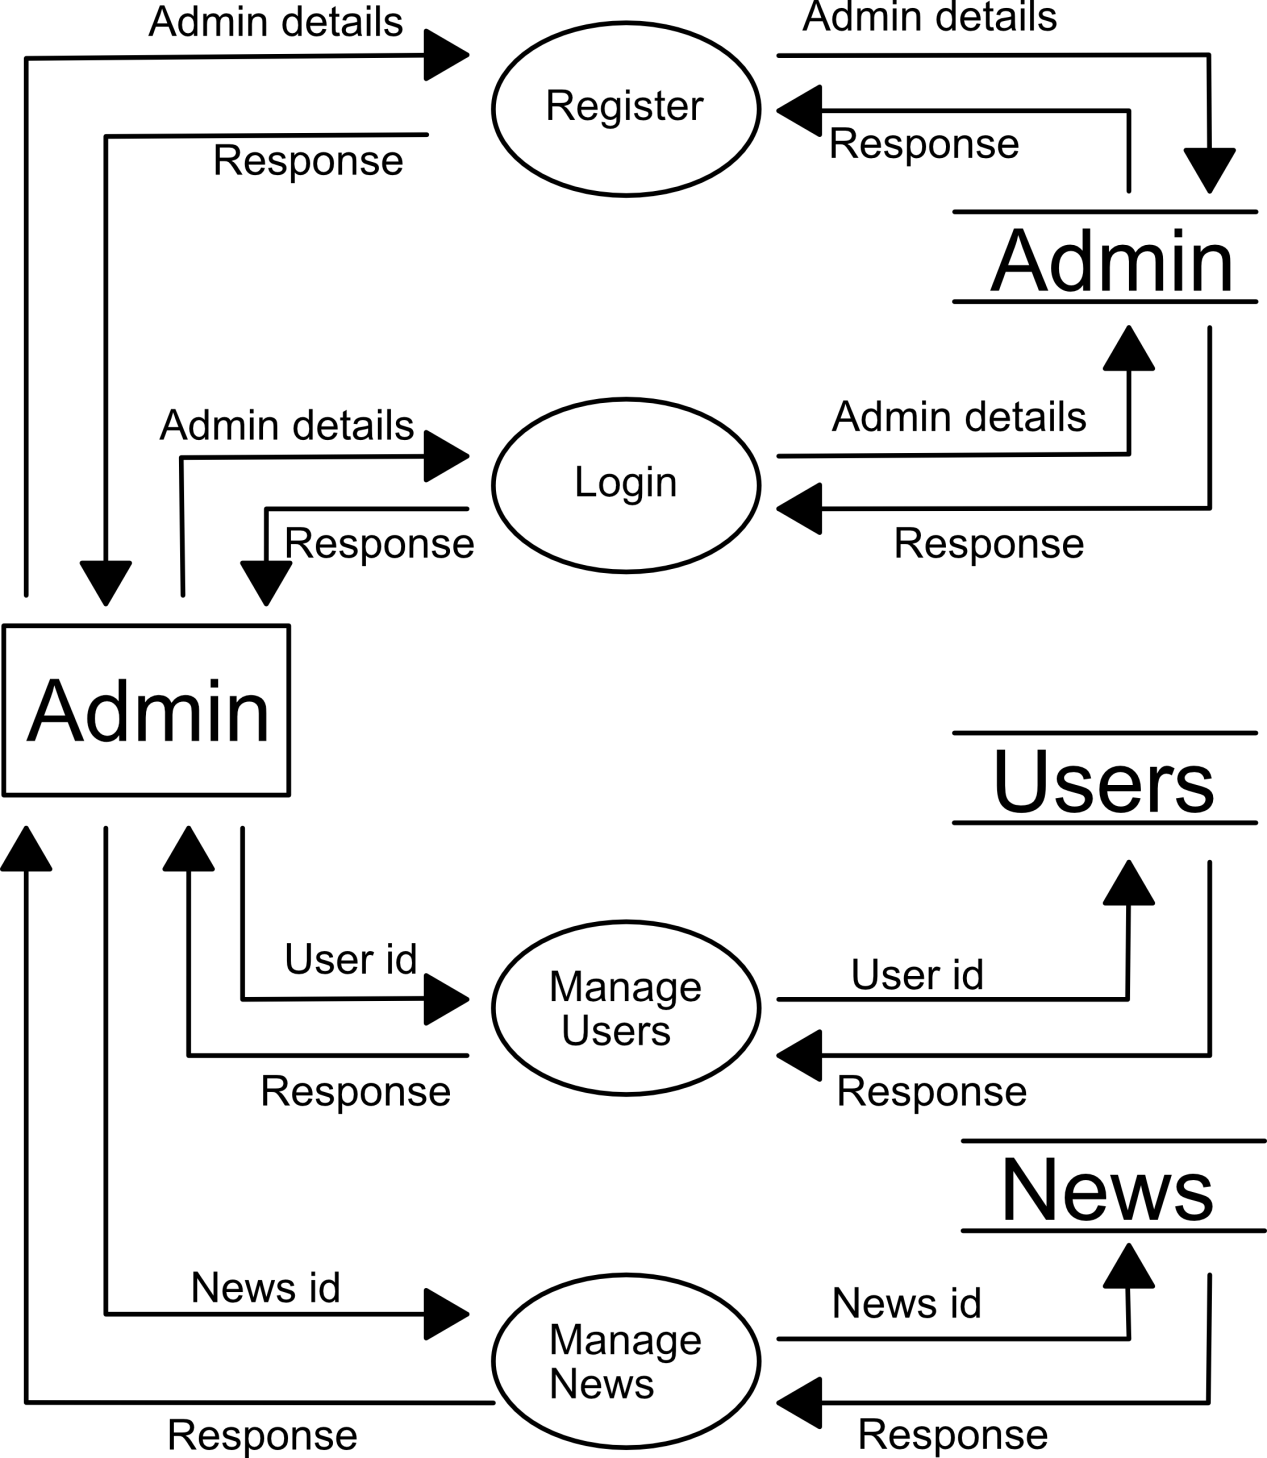 Admin details
Admin details
Register
Response
Response
Admin
Admin details
Admin details
Login
Response
Response
Admin
Users
User id
User id
Manage
Users
Response
Response
News
News id
News id
Manage
News
Response
Response